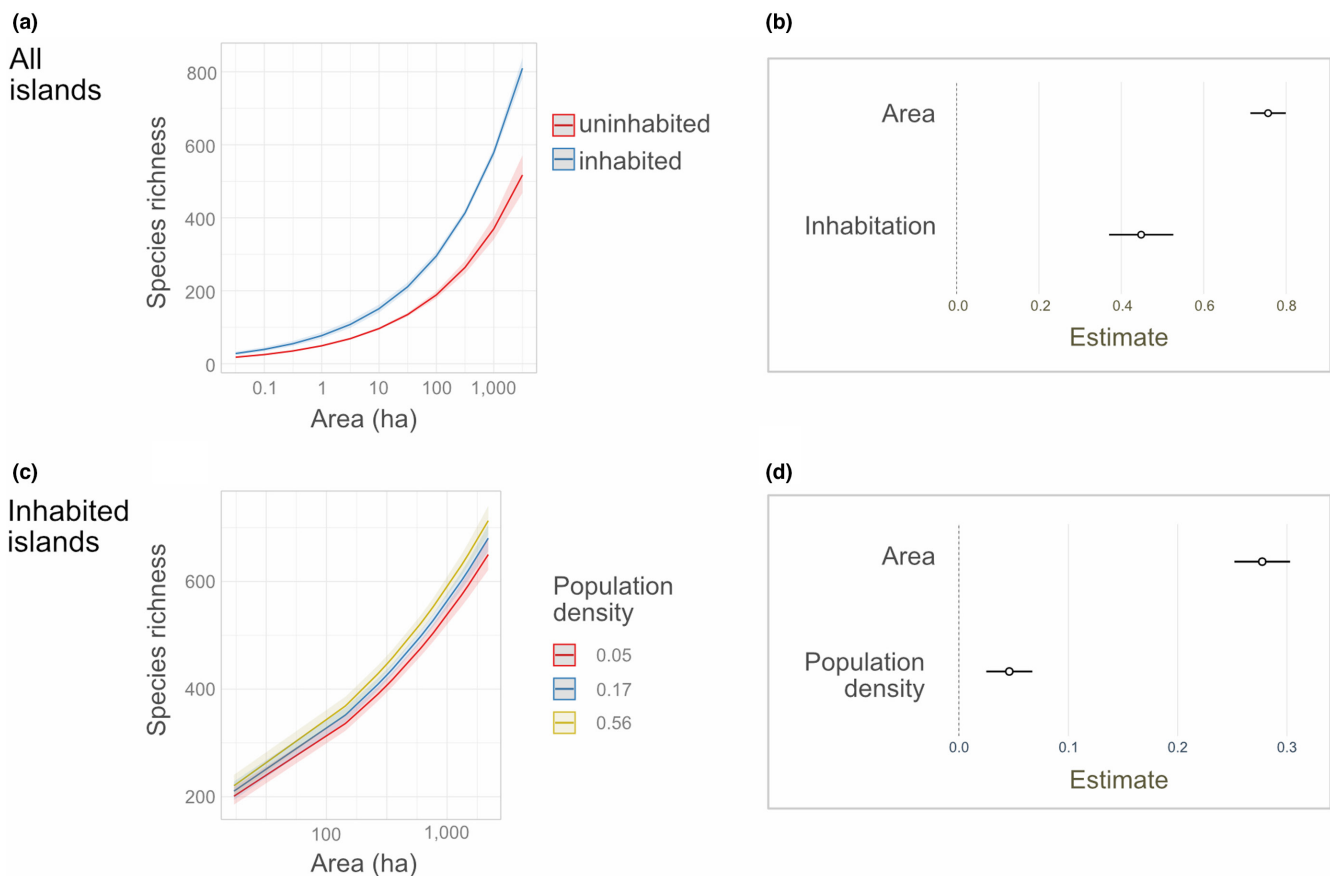 (a)
All
islands
Species richness
800
600
400
200
0
0.1 1 10 100 1,000
Area (ha)
uninhabited
inhabited
(b)
Area
Inhabitation
0.0 0.2 0.4 0.6 0.8
Estimate
(c)
Inhabited
islands
Species richness
600
400
200
100 1,000
Area (ha)
Population
density
0.05
0.17
0.56
(d)
Area
Population
density
0.0 0.1 0.2 0.3
Estimate